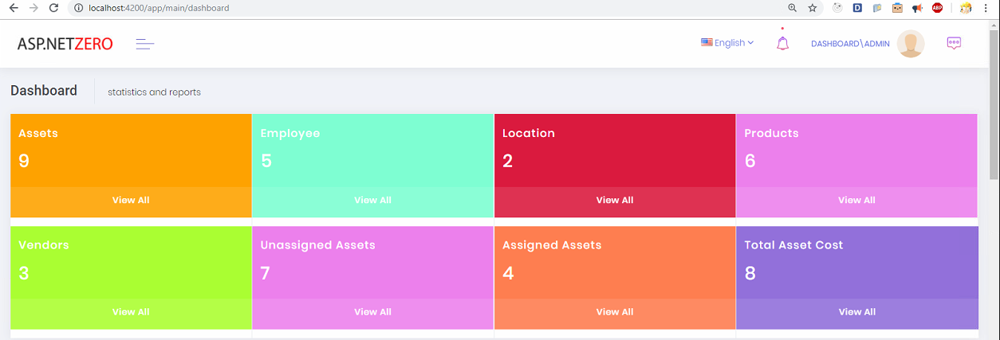 localhost:4200/app/main/dashboard
D
ABP
ASP.NETZERO
English
DASHBOARD\ADMIN
Dashboard
statistics and reports
Assets
9
View All
Employee
5
View All
Location
2
View All
Products
6
View All
Vendors
3
View All
Unassigned Assets
7
View All
Assigned Assets
4
View All
Total Asset Cost
8
View All